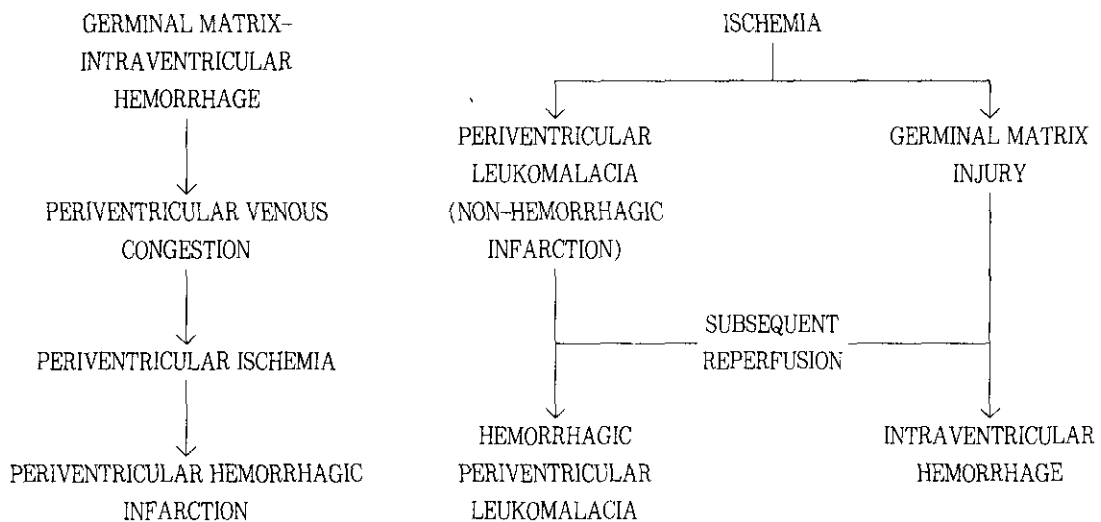 GERMINAL MATRIX-
INTRAVENTRICULAR
HEMORRHAGE
PERIVENTRICULAR VENOUS
CONGESTION
PERIVENTRICULAR ISCHEMIA
PERIVENTRICULAR HEMORRHAGIC
INFARCTION
ISCHEMIA
PERIVENTRICULAR
LEUKOMALACIA
(NON-HEMORRHAGIC
INFARCTION)
GERMINAL MATRIX
INJURY
SUBSEQUENT
REPERFUSION
HEMORRHAGIC
PERIVENTRICULAR
LEUKOMALACIA
INTRAVENTRICULAR
HEMORRHAGE